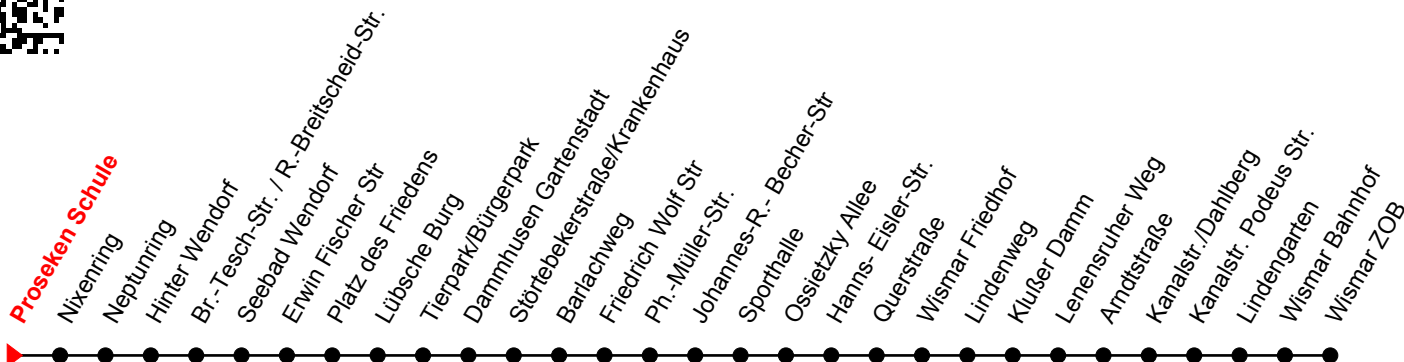 Proseken Schule
Nixenring
Neptunring
Hinter Wendorf
Br.-Tesch-Str. / R.-Breitscheid-Str.
Seebad Wendorf
Erwin Fischer Str
Platz des Friedens
Lübsche Burg
Tierpark/Bürgerpark
Dammhusen Gartenstadt
Störtebekerstraße/Krankenhaus
Barlachweg
Friedrich Wolf Str
Ph.-Müller-Str.
Johannes-R.- Becher-Str
Sporthalle
Ossietzky Allee
Hanns- Eisler-Str.
Querstraße
Wismar Friedhof
Lindenweg
Klußer Damm
Lenensruher Weg
Arndtstraße
Kanalstr./Dahlberg
Kanalstr. Podeus Str.
Lindengarten
Wismar Bahnhof
Wismar ZOB